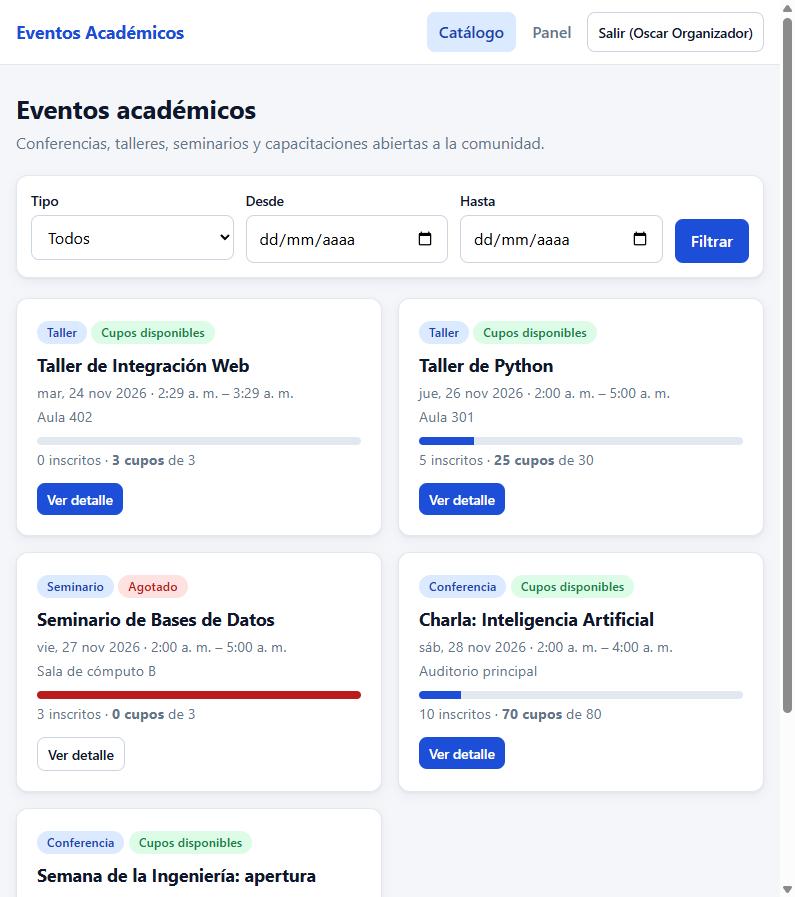 Eventos Académicos
Catálogo
Panel
Salir (Oscar Organizador)
Eventos académicos
Conferencias, talleres, seminarios y capacitaciones abiertas a la comunidad.
Tipo
Desde
Hasta
Todos
dd/mm/aaaa
dd/mm/aaaa
Filtrar
Taller
Cupos disponibles
Taller de Integración Web
mar, 24 nov 2026 · 2:29 a. m. – 3:29 a. m.
Aula 402
0 inscritos · 3 cupos de 3
Ver detalle
Taller
Cupos disponibles
Taller de Python
jue, 26 nov 2026 · 2:00 a. m. – 5:00 a. m.
Aula 301
5 inscritos · 25 cupos de 30
Ver detalle
Seminario
Agotado
Seminario de Bases de Datos
vie, 27 nov 2026 · 2:00 a. m. – 5:00 a. m.
Sala de cómputo B
3 inscritos · 0 cupos de 3
Ver detalle
Conferencia
Cupos disponibles
Charla: Inteligencia Artificial
sáb, 28 nov 2026 · 2:00 a. m. – 4:00 a. m.
Auditorio principal
10 inscritos · 70 cupos de 80
Ver detalle
Conferencia
Cupos disponibles
Semana de la Ingeniería: apertura